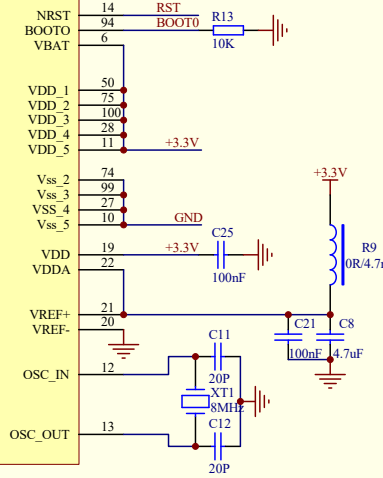 NRST 14 RST
BOOTO 94 BOOT0 R13
VBAT 6 10K
VDD_1 50
VDD_2 75
VDD_3 100
VDD_4 28
VDD_5 11 +3.3V
Vss_2 74
Vss_3 99
VSS_4 27
Vss_5 10 GND
+3.3V
VDD 19 +3.3V C25
VDDA 22 100nF
R9
0R/4.7
VREF+ 21
VREF- 20
C21 C8
100nF 4.7uF
C11
OSC_IN 12
20P
XT1
8MHz
C12
OSC_OUT 13
20P